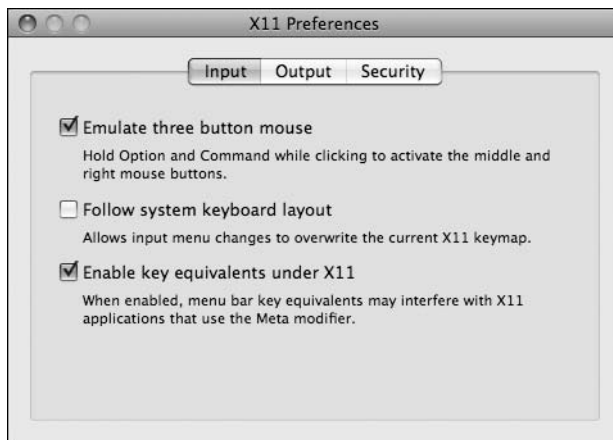 X11 Preferences
Input Output Security
Emulate three button mouse
Hold Option and Command while clicking to activate the middle and
right mouse buttons.
Follow system keyboard layout
Allows input menu changes to overwrite the current X11 keymap.
Enable key equivalents under X11
When enabled, menu bar key equivalents may interfere with X11
applications that use the Meta modifier.